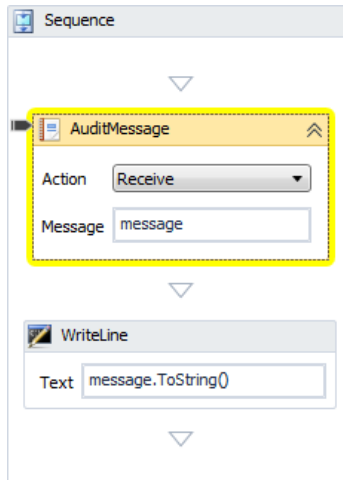 Sequence
AuditMessage
Action Receive
Message message
WriteLine
Text message.ToString()